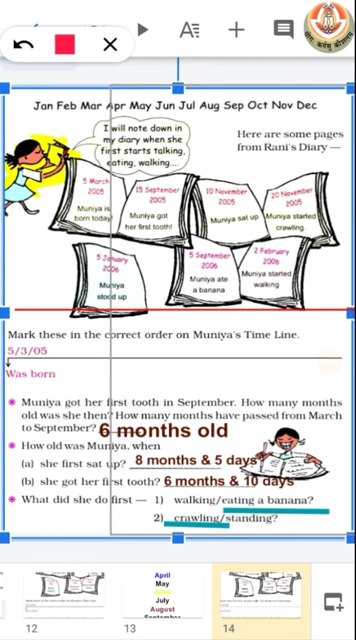 Jan Feb Mar Apr May Jun Jul Aug Sep Oct Nov Dec
I will note down in
my diary when she
first starts talking,
eating, walking....
Here are some pages
from Rani's Diary —
5 March
2005
Muniya is
born today!
15 September
2005
Muniya got
her first tooth!
10 November
2005
Muniya sat up
20 November
2005
Muniya started
crawling.
5 January
2006
Muniya
stood up
5 September
2006
Muniya ate
a banana
2 February
2006
Muniya started
walking
Mark these in the correct order on Muniya's Time Line.
5/3/05
Was born
Muniya got her first tooth in September. How many months
old was she then? How many months have passed from March
to September? 6 months old
How old was Muniya, when
(a) she first sat up? 8 months & 5 days
(b) she got her first tooth? 6 months & 10 days
What did she do first — 1) walking/eating a banana?
2) crawling/standing?
12
13
April
May
July
August
14